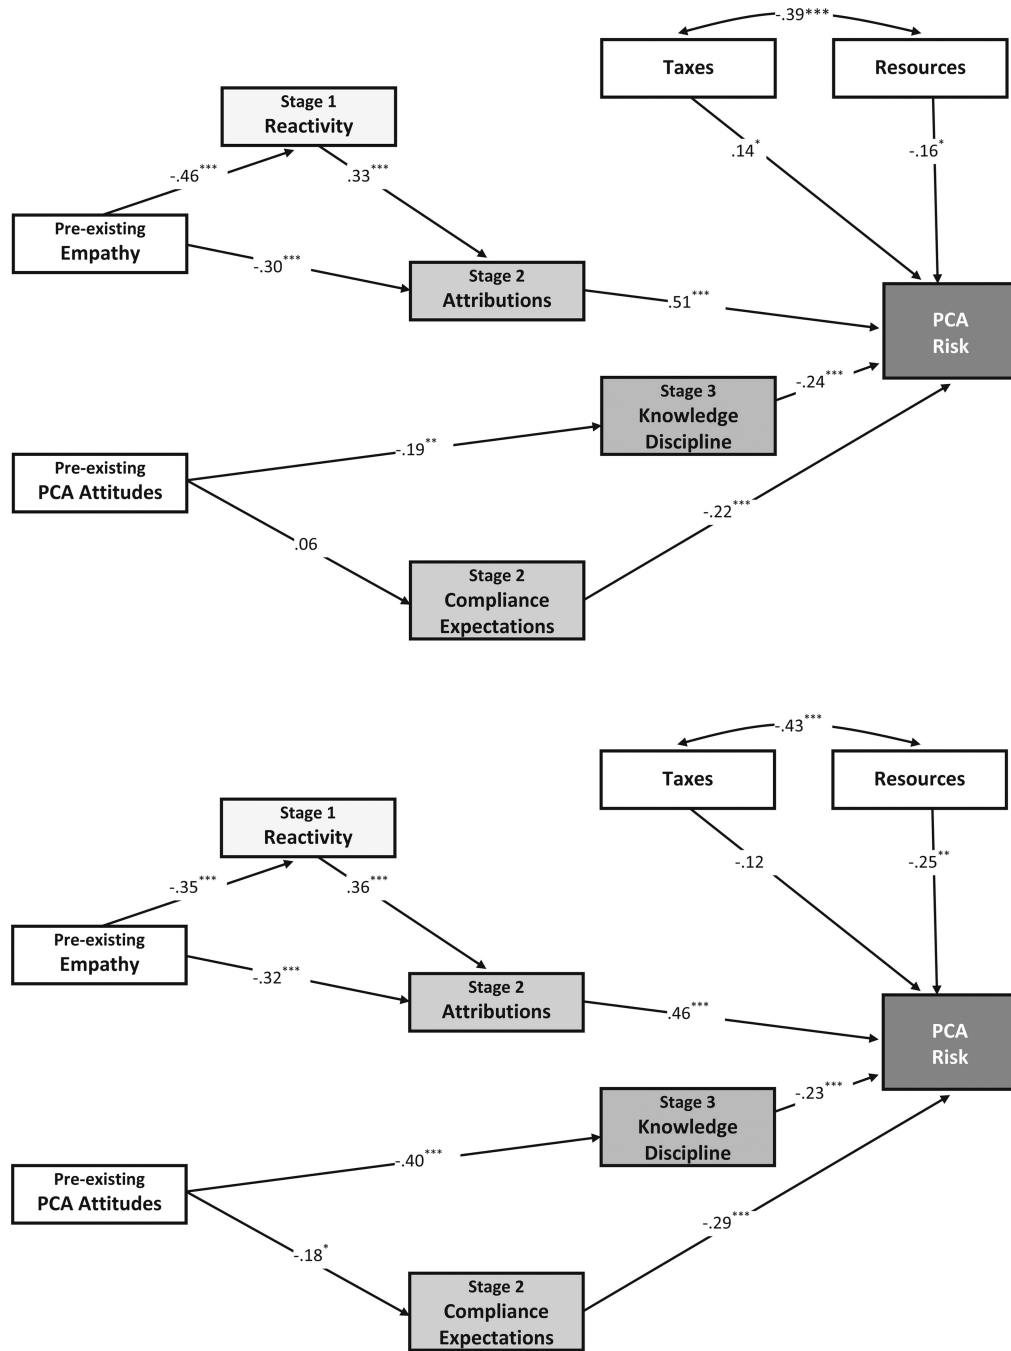 -.39***
Taxes
Resources
Stage 1
Reactivity
.14*
-.16*
-.46***
.33***
Pre-existing
Empathy
-.30***
Stage 2
Attributions
.51***
PCA
Risk
Stage 3
Knowledge
Discipline
-.24***
-.19**
Pre-existing
PCA Attitudes
-.22***
.06
Stage 2
Compliance
Expectations
-.43***
Taxes
Resources
Stage 1
Reactivity
-.12
-.25**
-.35***
.36***
Pre-existing
Empathy
-.32***
Stage 2
Attributions
.46***
PCA
Risk
Stage 3
Knowledge
Discipline
-.23***
-.40***
Pre-existing
PCA Attitudes
-.29***
-.18*
Stage 2
Compliance
Expectations